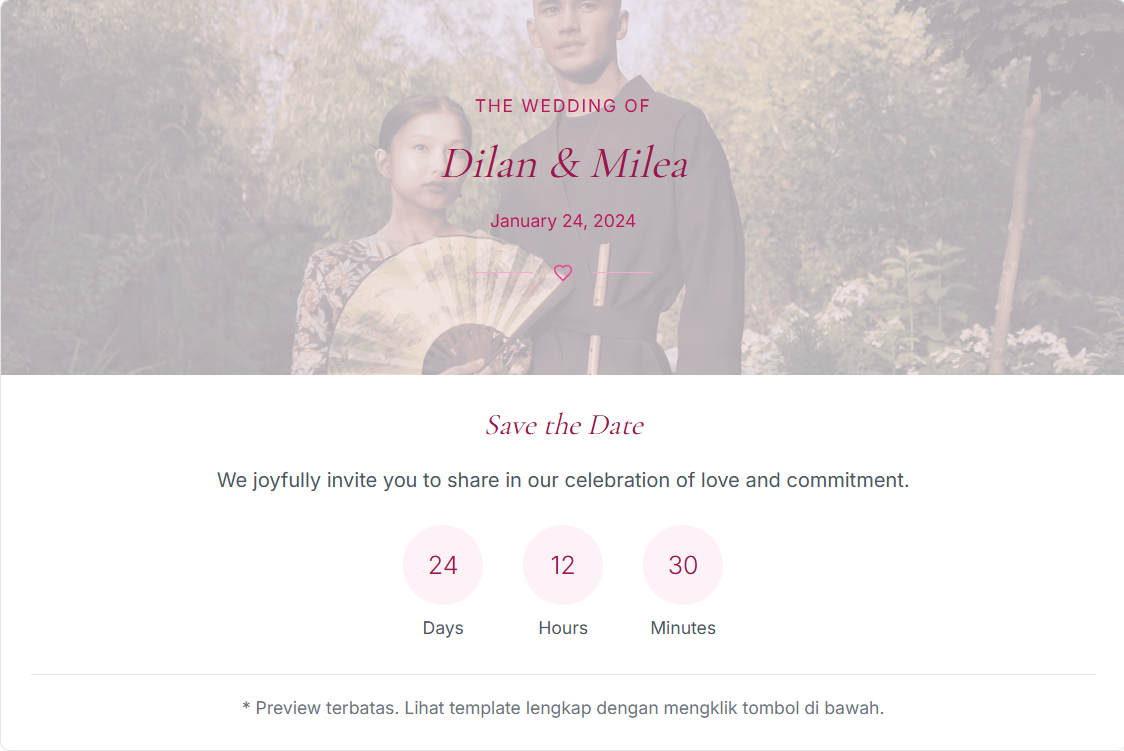 THE WEDDING OF
Dilan & Milea
January 24, 2024
Save the Date
We joyfully invite you to share in our celebration of love and commitment.
24 12 30
Days Hours Minutes
* Preview terbatas. Lihat template lengkap dengan mengklik tombol di bawah.